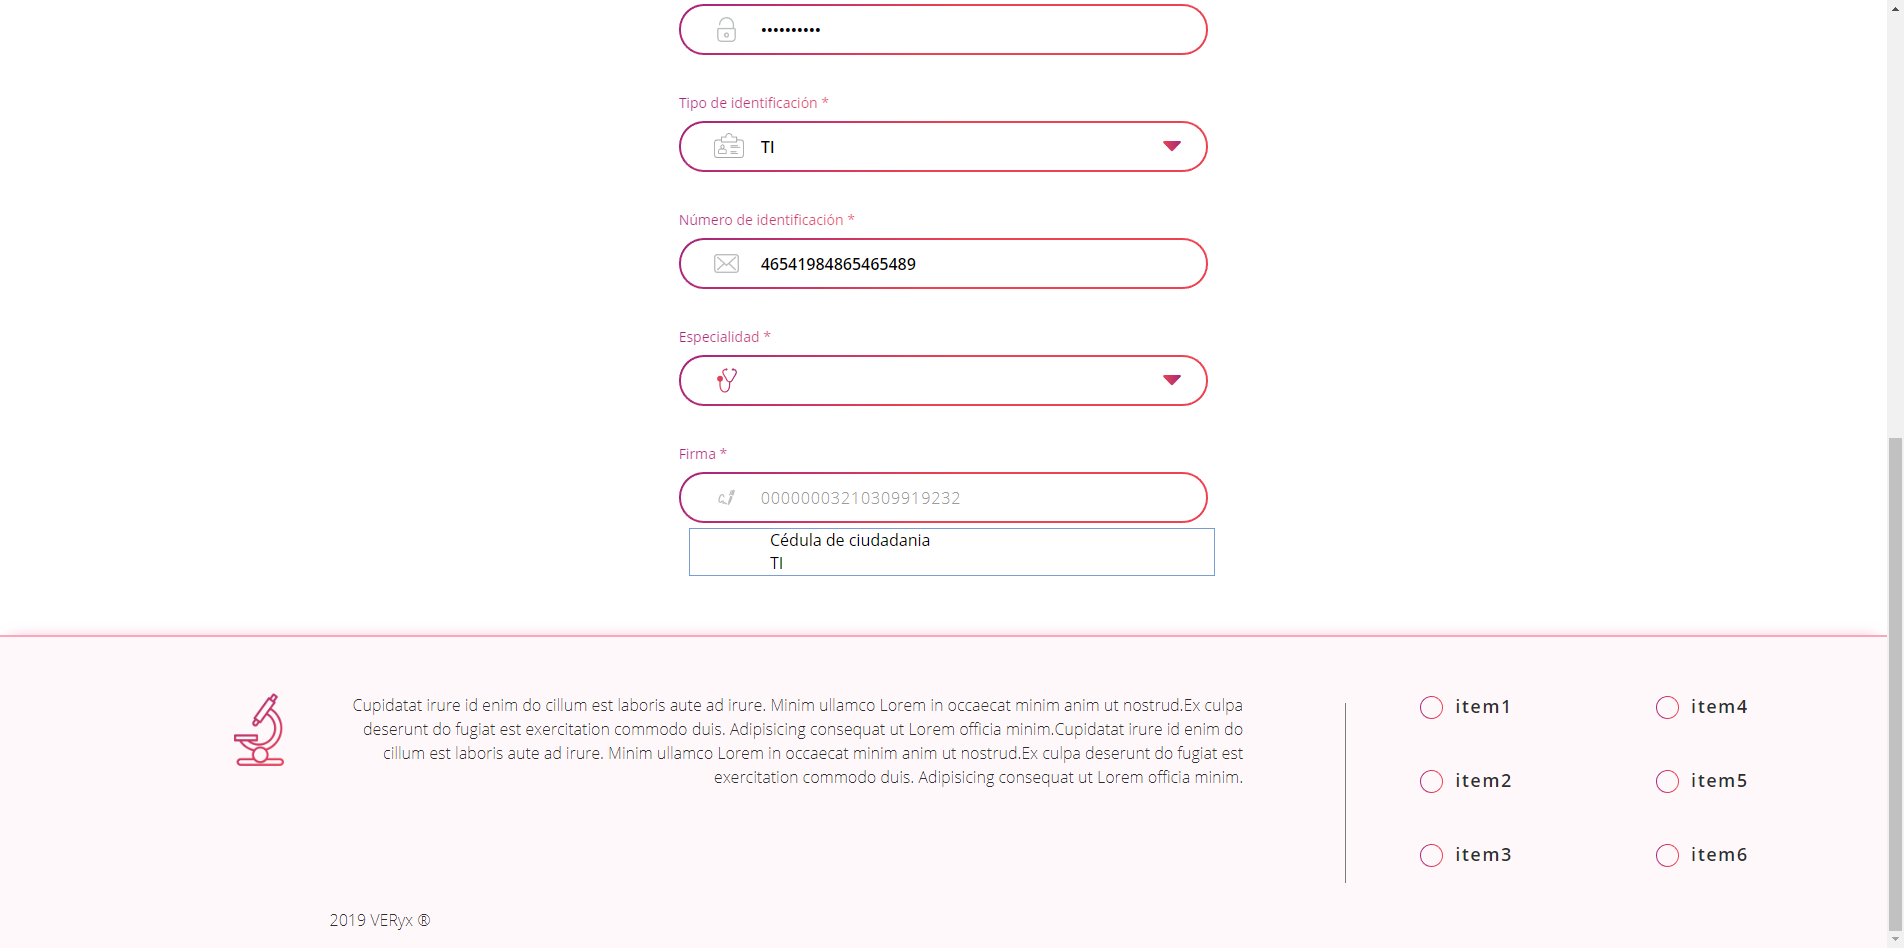 ••••••••••
Tipo de identificación *
TI
Número de identificación *
46541984865465489
Especialidad *
Firma *
00000003210309919232
Cédula de ciudadania
TI
Cupidatat irure id enim do cillum est laboris aute ad irure. Minim ullamco Lorem in occaecat minim anim ut nostrud.Ex culpa
deserunt do fugiat est exercitation commodo duis. Adipisicing consequat ut Lorem officia minim.Cupidatat irure id enim do
cillum est laboris aute ad irure. Minim ullamco Lorem in occaecat minim anim ut nostrud.Ex culpa deserunt do fugiat est
exercitation commodo duis. Adipisicing consequat ut Lorem officia minim.
item1
item4
item2
item5
item3
item6
2019 VERyx ®